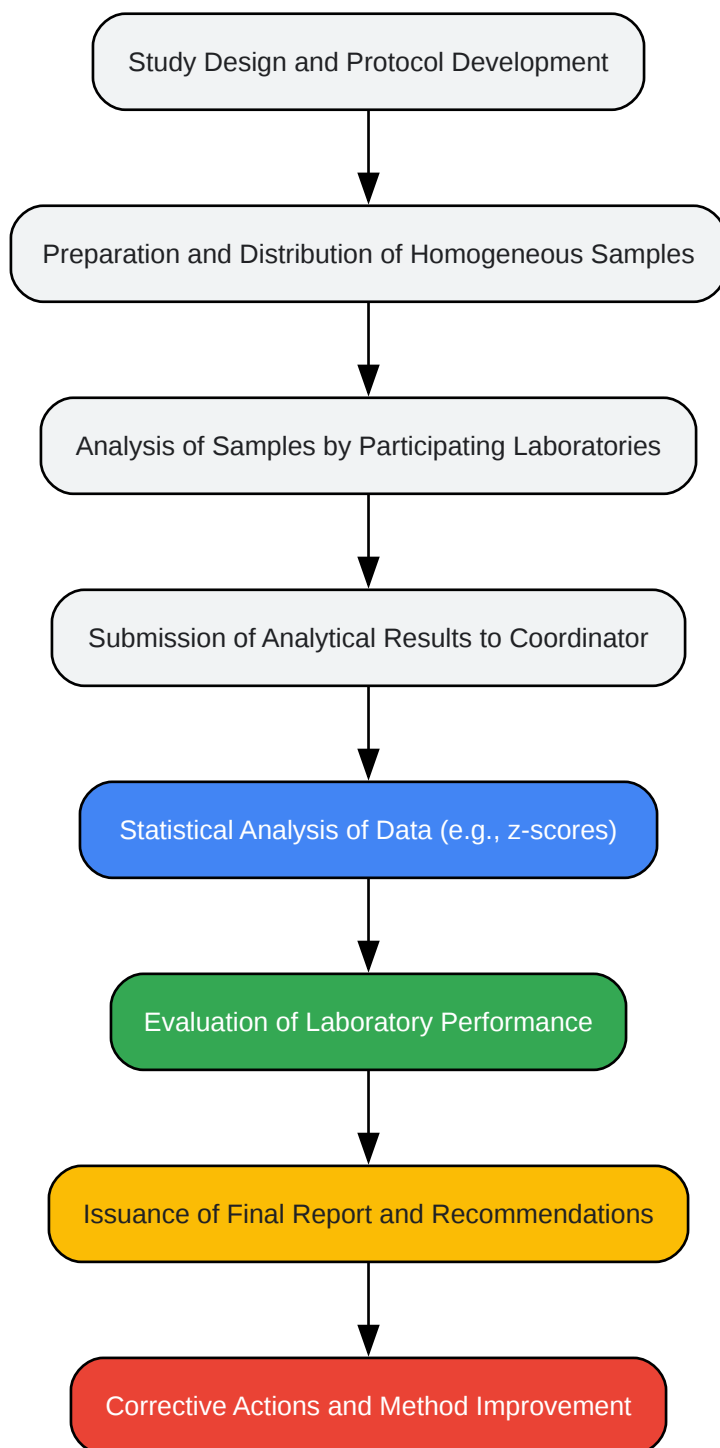 Study Design and Protocol Development
Preparation and Distribution of Homogeneous Samples
Analysis of Samples by Participating Laboratories
Submission of Analytical Results to Coordinator
Statistical Analysis of Data (e.g., z-scores)
Evaluation of Laboratory Performance
Issuance of Final Report and Recommendations
Corrective Actions and Method Improvement